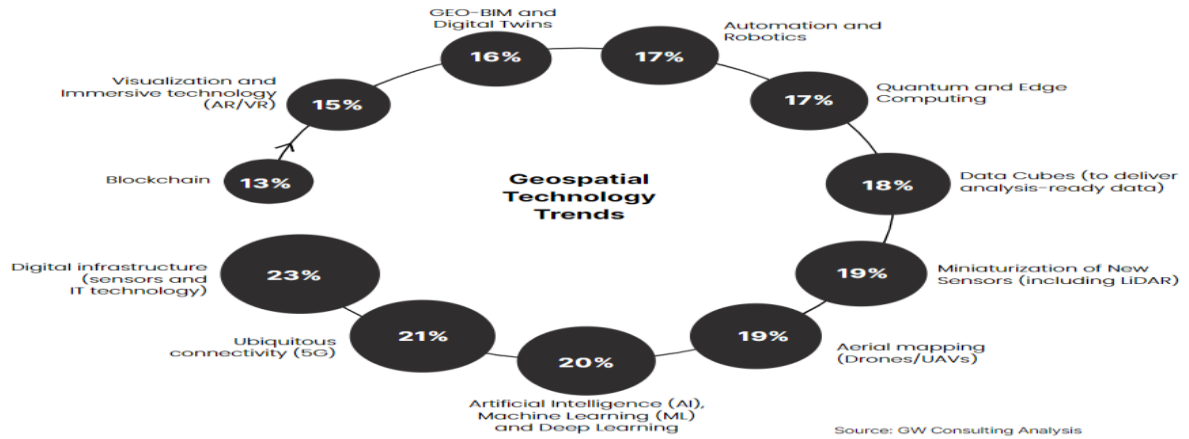 GEO-BIM and
Digital Twins
16%
Automation and
Robotics
17%
Visualization and
Immersive technology
(AR/VR)
15%
Quantum and Edge
Computing
17%
Blockchain
13%
Geospatial
Technology
Trends
Data Cubes (to deliver
analysis-ready data)
18%
Digital infrastructure
(sensors and
IT technology)
23%
Miniaturization of New
Sensors (including LiDAR)
19%
Ubiquitous
connectivity (5G)
21%
Artificial Intelligence (AI),
Machine Learning (ML)
and Deep Learning
20%
Aerial mapping
(Drones/UAVs)
19%
Source: GW Consulting Analysis